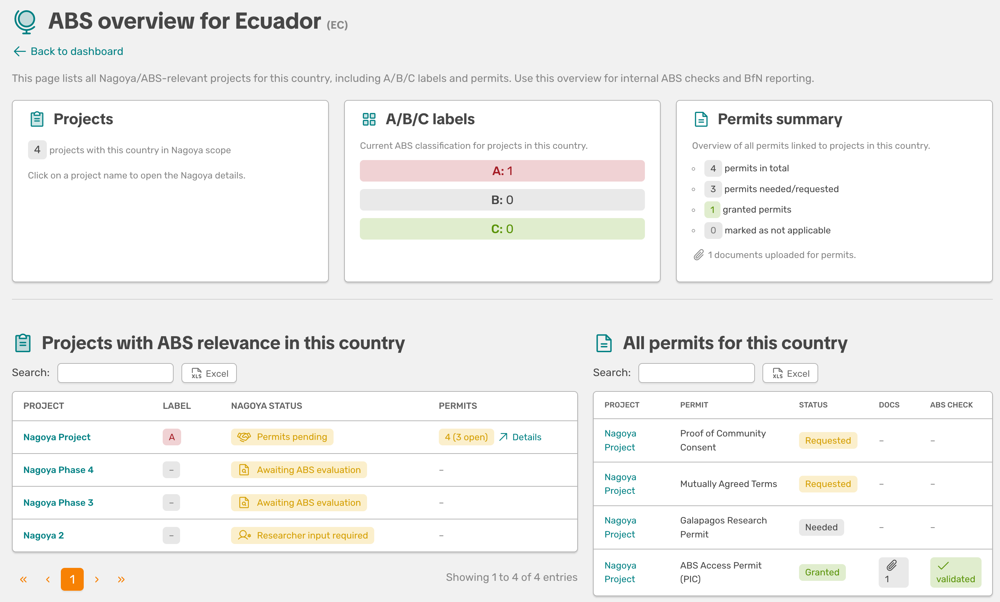 ABS overview for Ecuador (EC)
Back to dashboard
This page lists all Nagoya/ABS-relevant projects for this country, including A/B/C labels and permits. Use this overview for internal ABS checks and BfN reporting.
Projects
4 projects with this country in Nagoya scope
Click on a project name to open the Nagoya details.
A/B/C labels
Current ABS classification for projects in this country.
A: 1
B: 0
C: 0
Permits summary
Overview of all permits linked to projects in this country.
4 permits in total
3 permits needed/requested
1 granted permits
0 marked as not applicable
1 documents uploaded for permits.
Projects with ABS relevance in this country
Search: XLS Excel
PROJECT LABEL NAGOYA STATUS PERMITS
Nagoya Project A Permits pending 4 (3 open) Details
Nagoya Phase 4 – Awaiting ABS evaluation –
Nagoya Phase 3 – Awaiting ABS evaluation –
Nagoya 2 – Researcher input required –
« ‹ 1 › » Showing 1 to 4 of 4 entries
All permits for this country
Search: XLS Excel
PROJECT PERMIT STATUS DOCS ABS CHECK
Nagoya Project Proof of Community Consent Requested – –
Nagoya Project Mutually Agreed Terms Requested – –
Nagoya Project Galapagos Research Permit Needed – –
Nagoya Project ABS Access Permit (PIC) Granted 1 validated